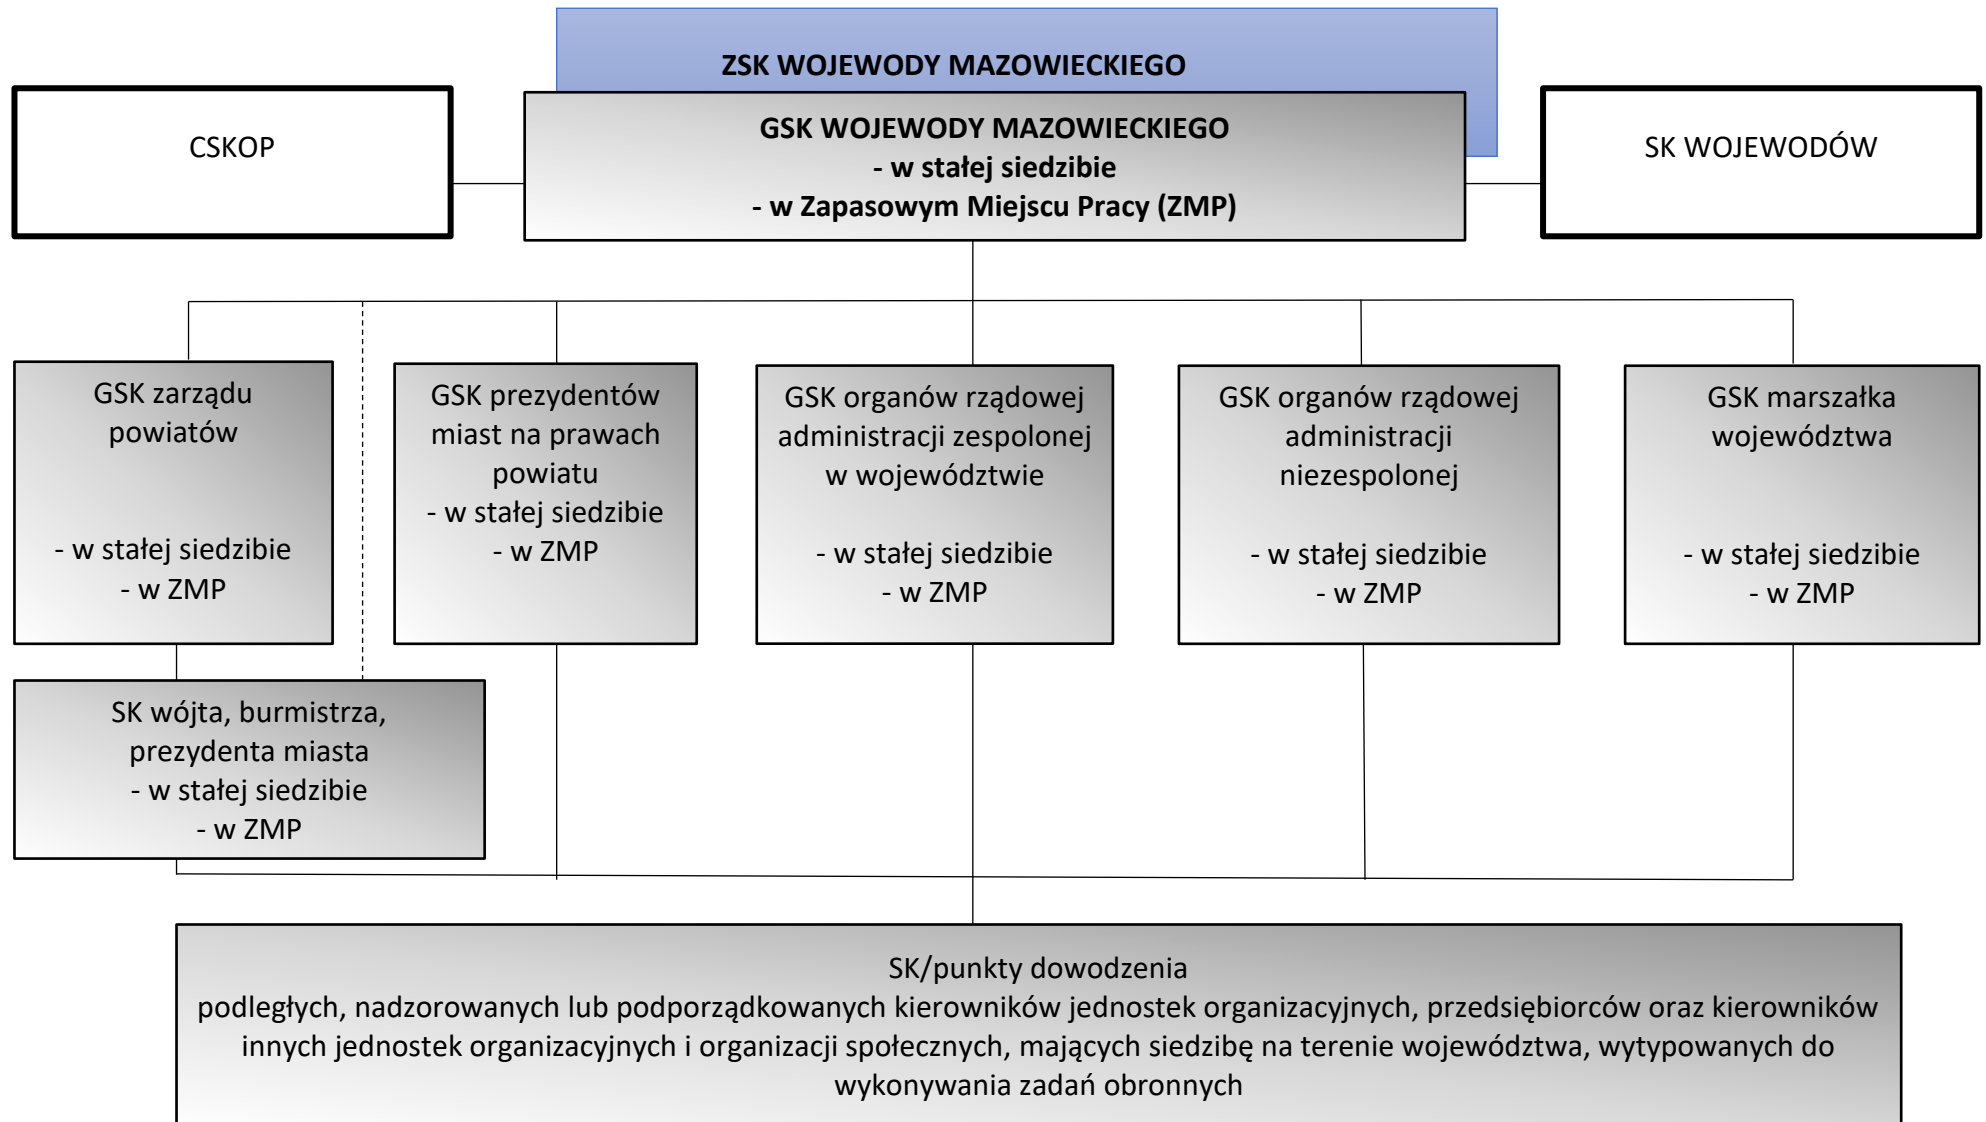 ZSK WOJEWODY MAZOWIECKIEGO
CSKOP
GSK WOJEWODY MAZOWIECKIEGO
- w stałej siedzibie
- w Zapasowym Miejscu Pracy (ZMP)
SK WOJEWODÓW
GSK zarządu
powiatów
- w stałej siedzibie
- w ZMP
GSK prezydentów
miast na prawach
powiatu
- w stałej siedzibie
- w ZMP
GSK organów rządowej
administracji zespolonej
w województwie
- w stałej siedzibie
- w ZMP
GSK organów rządowej
administracji
niezespolonej
- w stałej siedzibie
- w ZMP
GSK marszałka
województwa
- w stałej siedzibie
- w ZMP
SK wójta, burmistrza,
prezydenta miasta
- w stałej siedzibie
- w ZMP
SK/punkty dowodzenia
podległych, nadzorowanych lub podporządkowanych kierowników jednostek organizacyjnych, przedsiębiorców oraz kierowników
innych jednostek organizacyjnych i organizacji społecznych, mających siedzibę na terenie województwa, wytypowanych do
wykonywania zadań obronnych